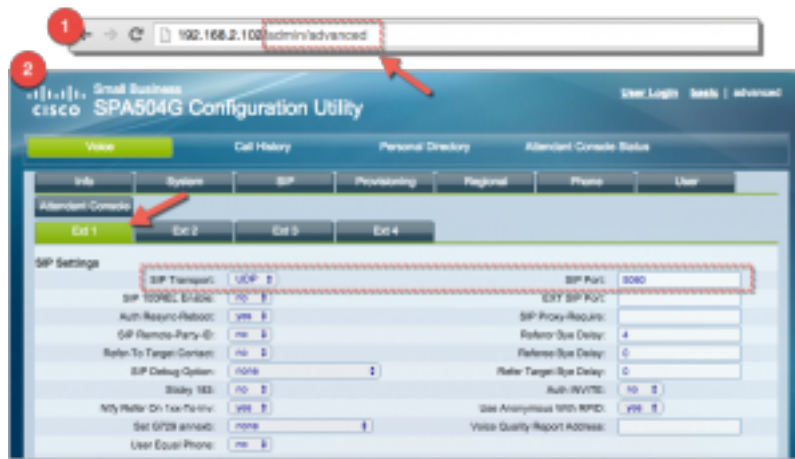 1
192.168.2.102/admin/advanced
2
Small Business
cisco SPA504G Configuration Utility
User Login basic | advanced
Voice Call History Personal Directory Attendant Console Status
Info System SIP Provisioning Regional Phone User
Attendant Console
Ext 1 Ext 2 Ext 3 Ext 4
SIP Settings
SIP Transport: UDP SIP Port: 5060
SIP 100REL Enable: no EXT SIP Port:
Auth Resync-Reboot: yes SIP Proxy-Require:
SIP Remote-Party-ID: no Referor Bye Delay: 4
Refer-To Target Contact: no Referee Bye Delay: 0
SIP Debug Option: none Refer Target Bye Delay: 0
Sticky 183: no Auth INVITE: no
Ntfy Refer On 1xx-To-Inv: yes Use Anonymous With RPID: yes
Set G729 annexb: none Voice Quality Report Address:
User Equal Phone: no